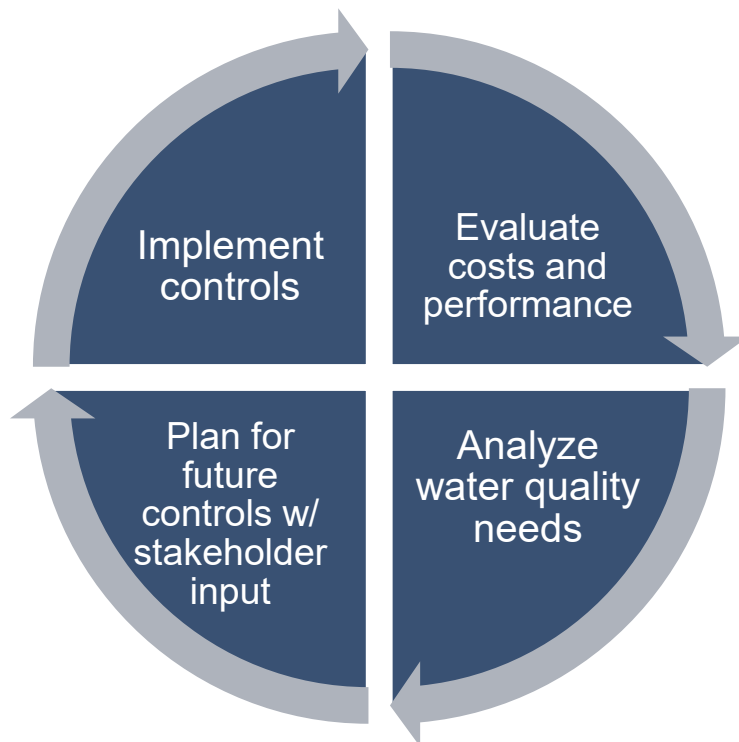 Implement
controls
Evaluate
costs and
performance
Plan for
future
controls w/
stakeholder
input
Analyze
water quality
needs